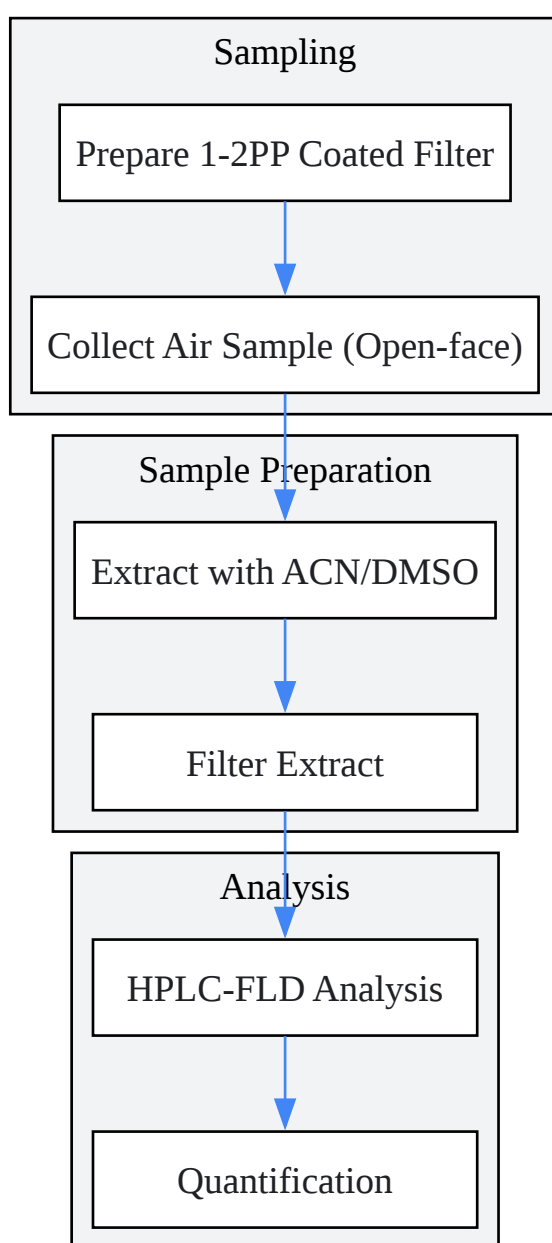 Sampling
Prepare 1-2PP Coated Filter
Collect Air Sample (Open-face)
Sample Preparation
Extract with ACN/DMSO
Filter Extract
Analysis
HPLC-FLD Analysis
Quantification